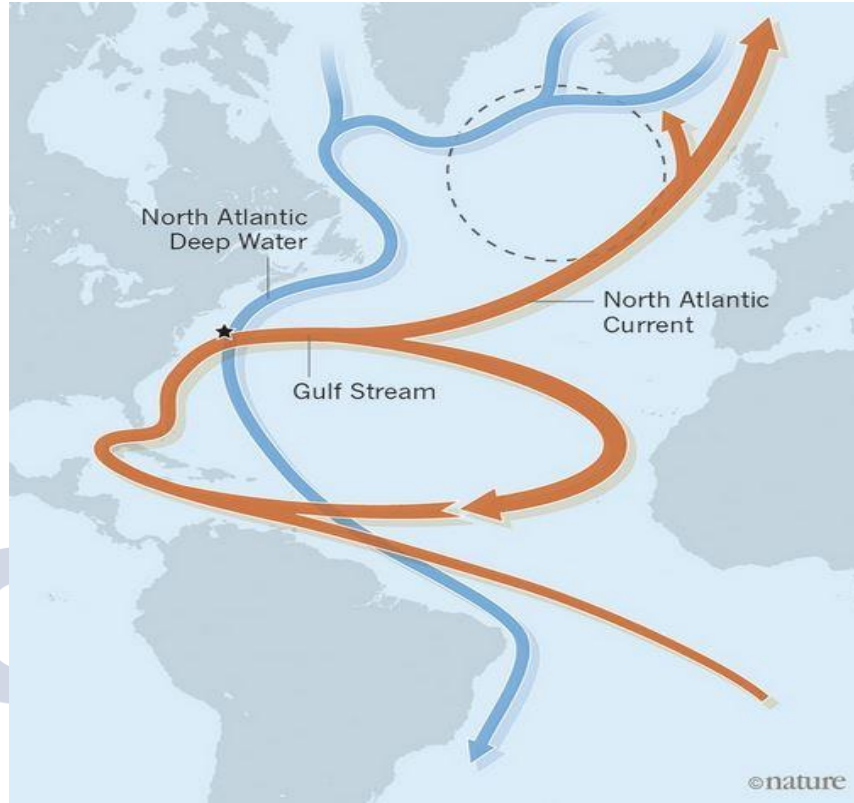 North Atlantic
Deep Water
North Atlantic
Current
Gulf Stream
©nature